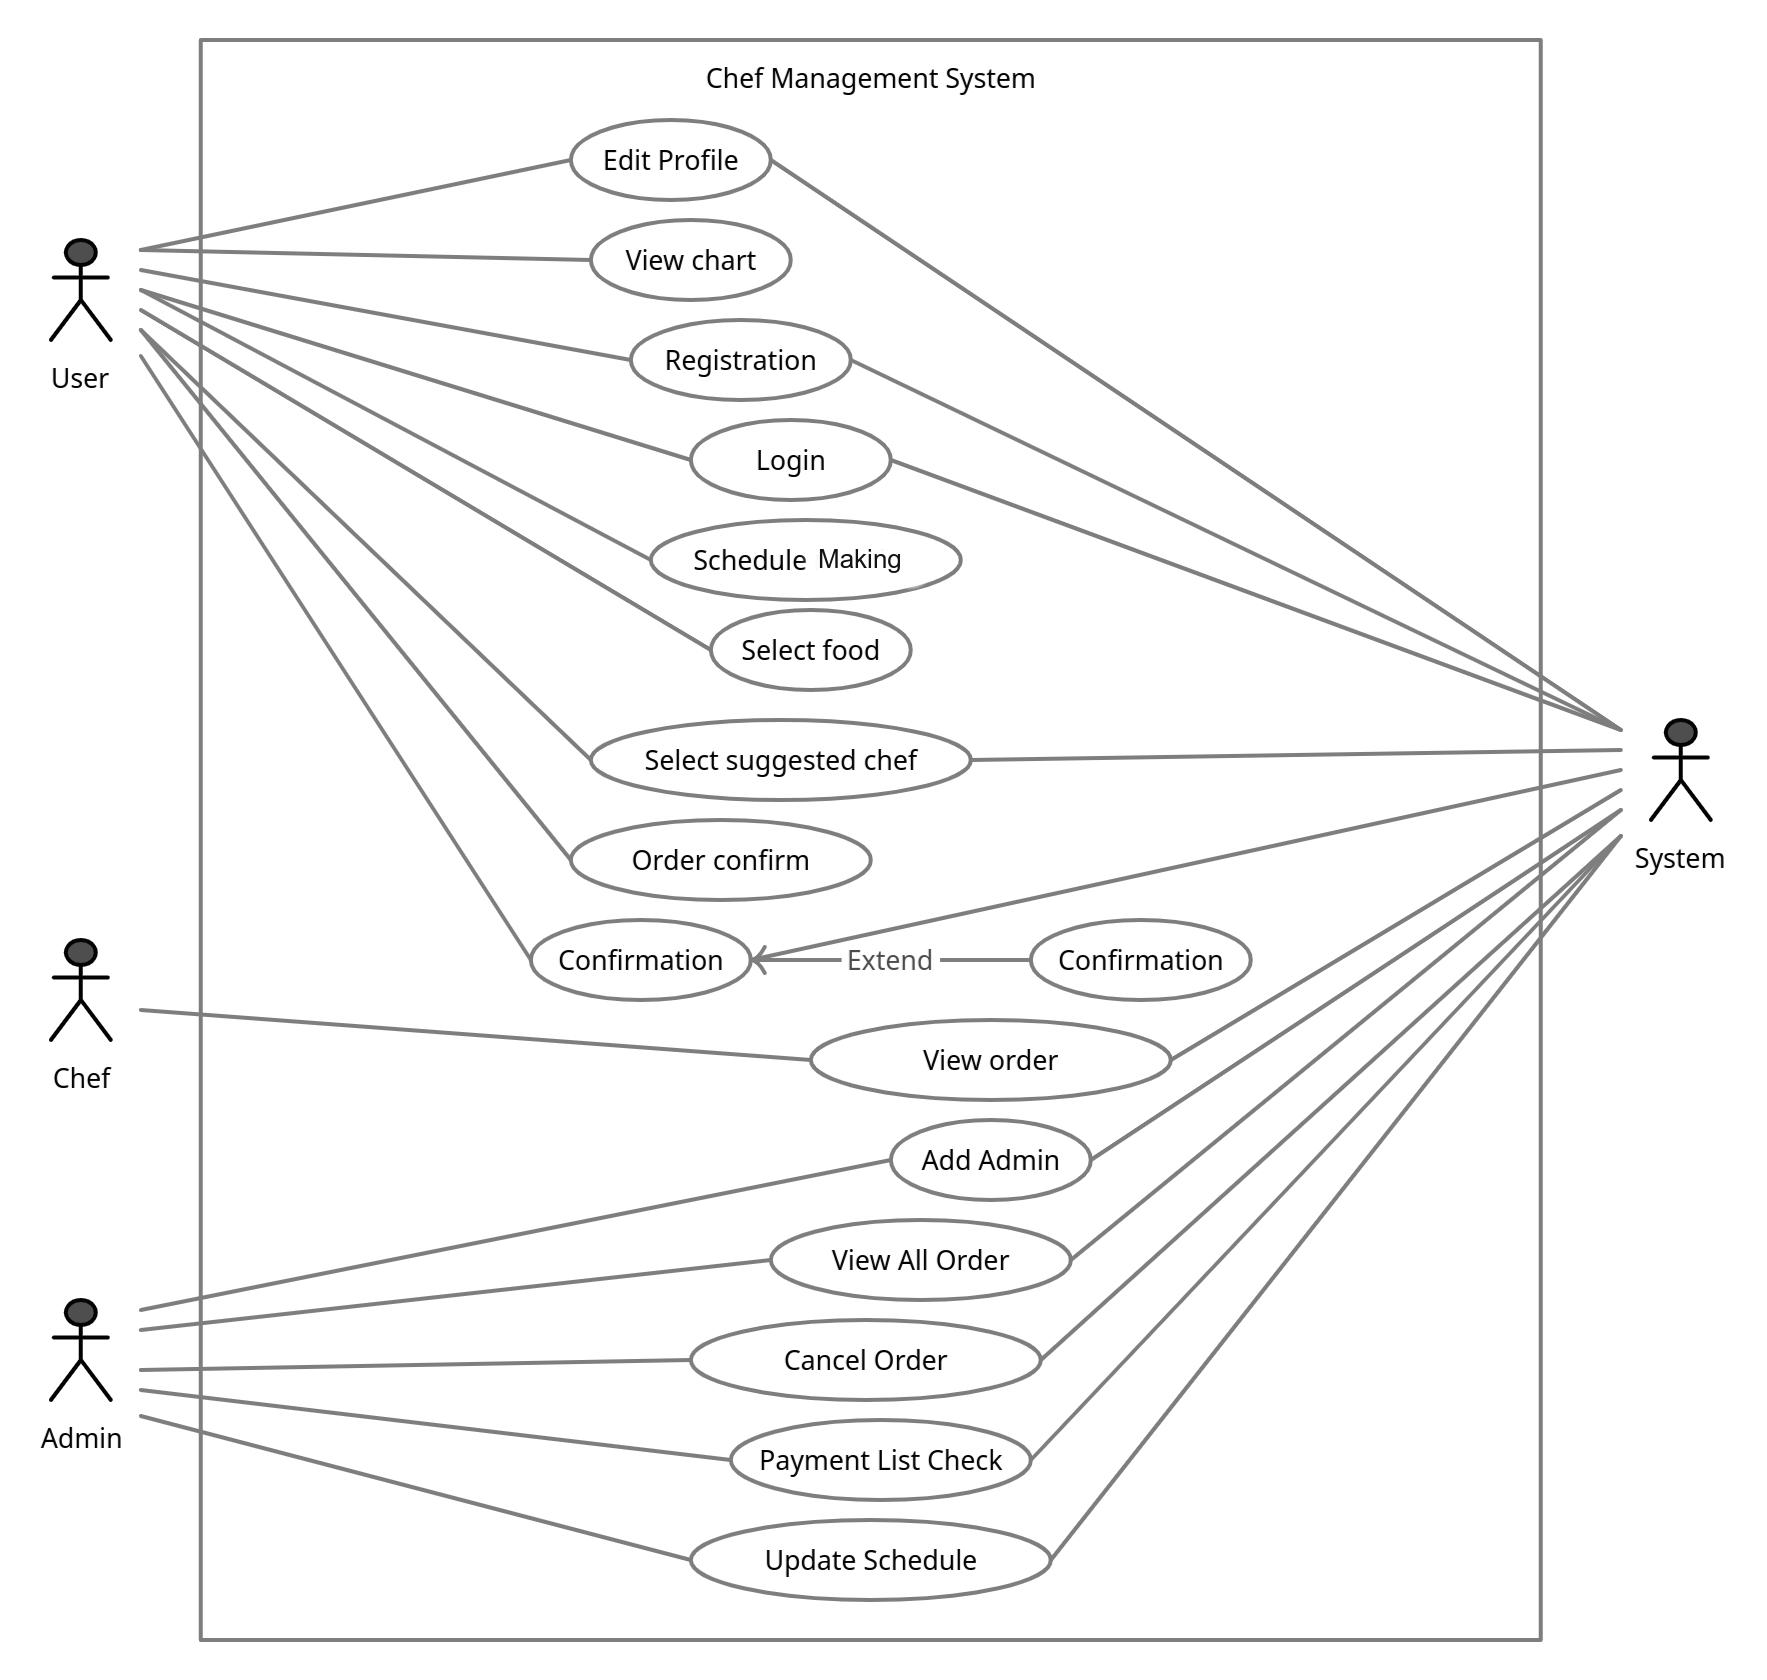 Chef Management System
Edit Profile
View chart
Registration
User
Login
Schedule Making
Select food
Select suggested chef
Order confirm
System
Confirmation
Extend
Confirmation
View order
Chef
Add Admin
View All Order
Cancel Order
Admin
Payment List Check
Update Schedule